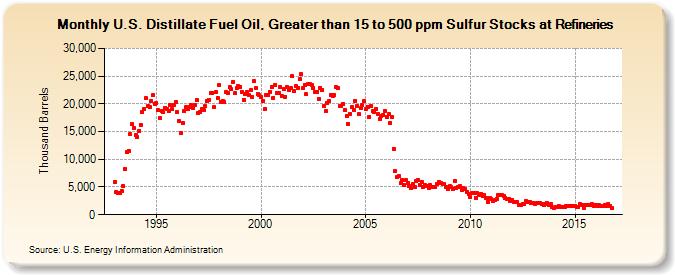 Monthly U.S. Distillate Fuel Oil, Greater than 15 to 500 ppm Sulfur Stocks at Refineries
Thousand Barrels
30,000
25,000
20,000
15,000
10,000
5,000
0
1995 2000 2005 2010 2015
Source: U.S. Energy Information Administration